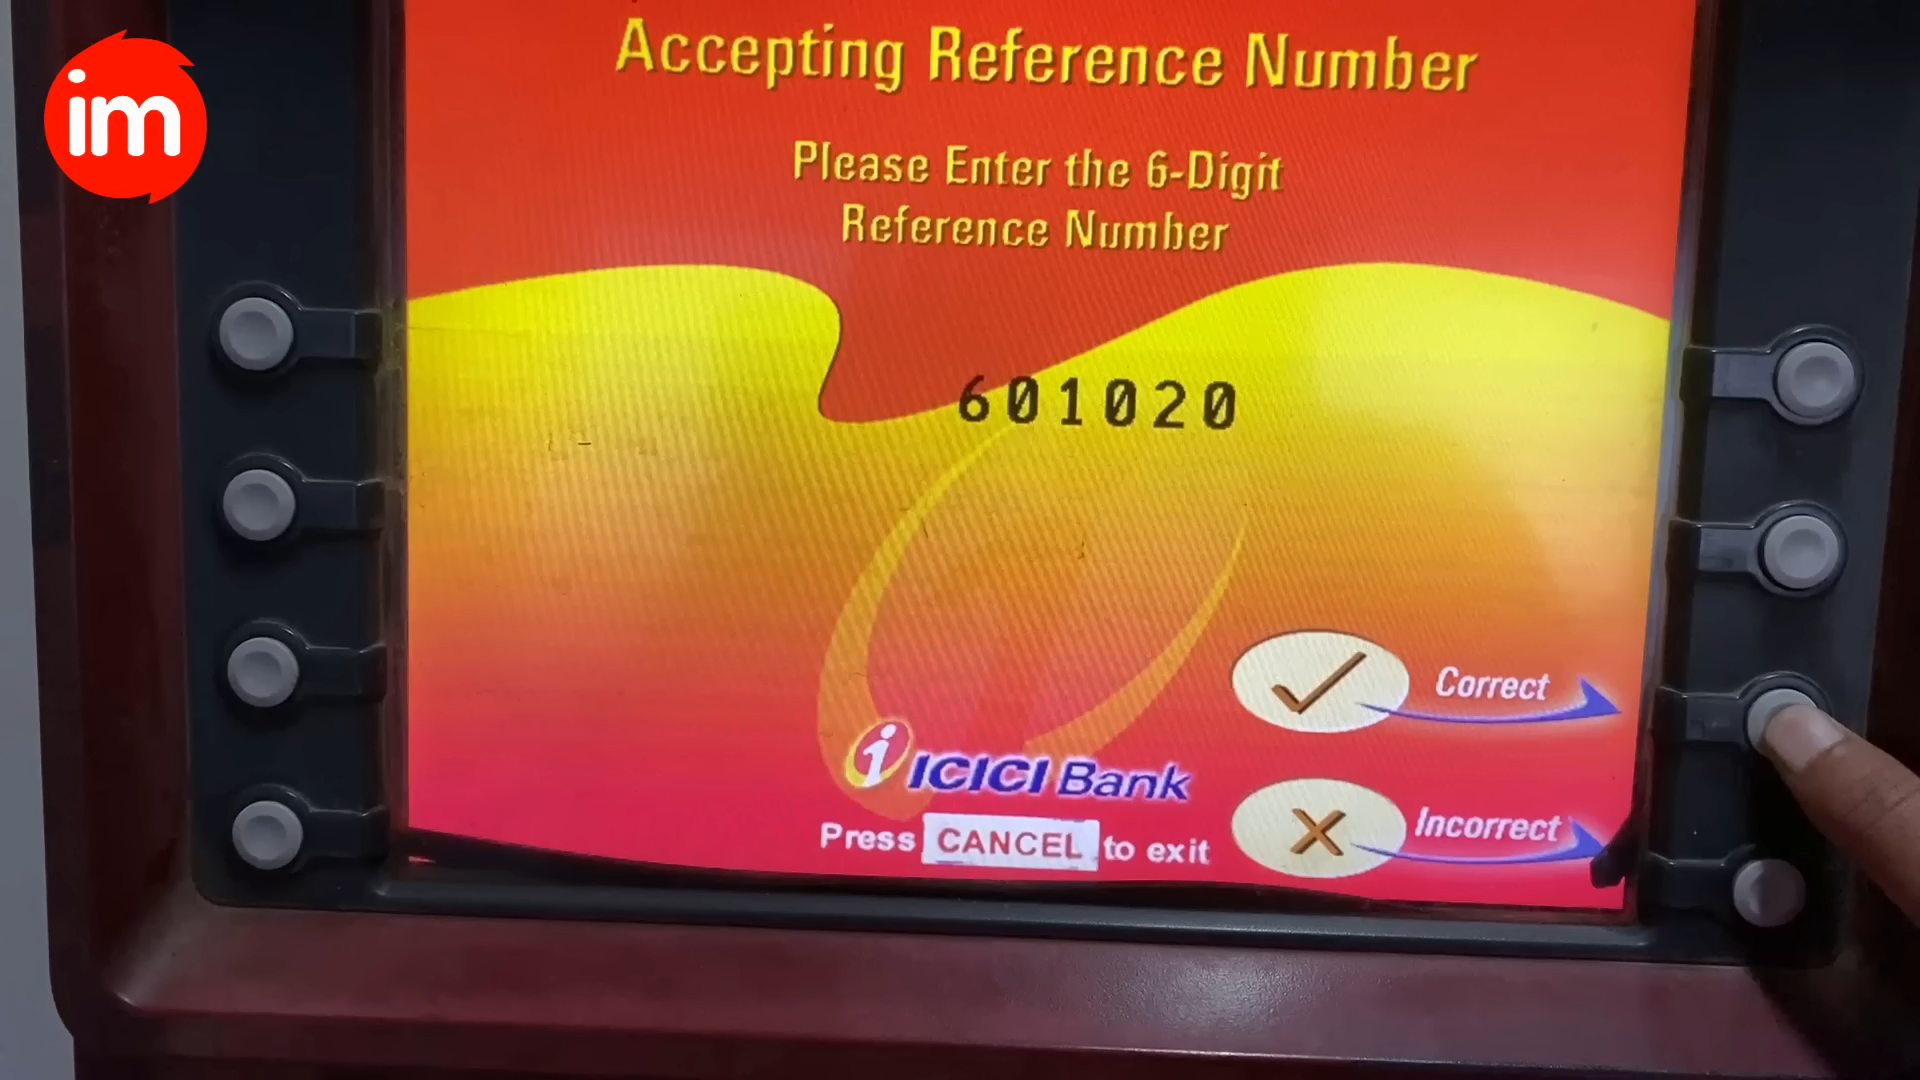 im
Accepting Reference Number
Please Enter the 6-Digit
Reference Number
601020
Correct
i ICICI Bank
Incorrect
Press CANCEL to exit